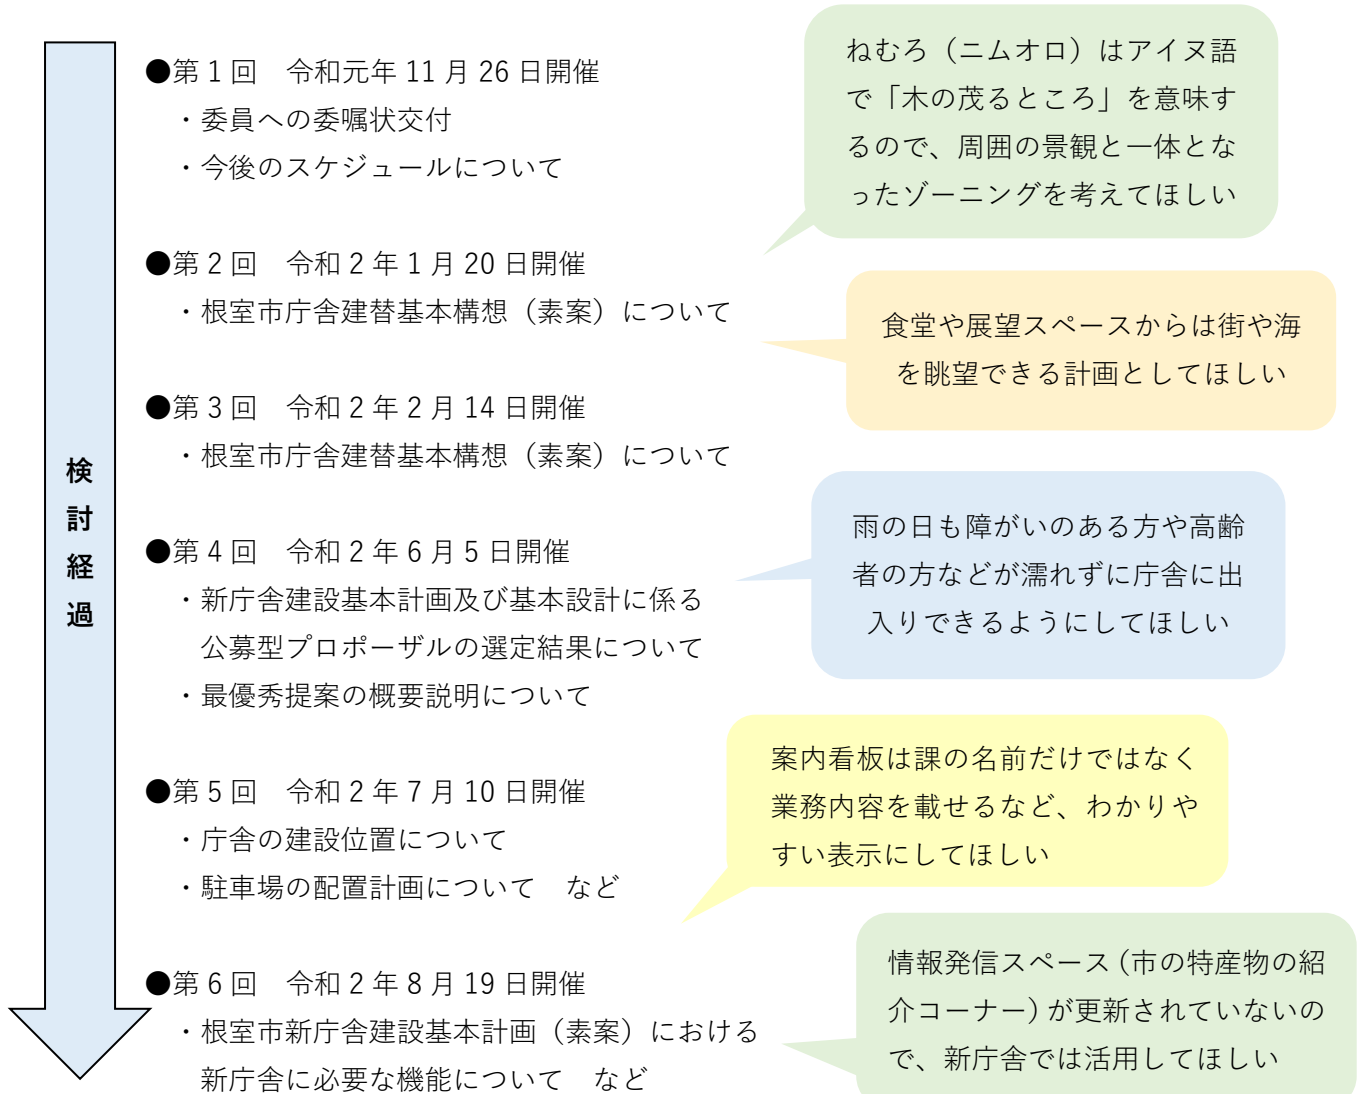 検討経過
●第1回　令和元年11月26日開催
・委員への委嘱状交付
・今後のスケジュールについて
●第2回　令和2年1月20日開催
・根室市庁舎建替基本構想（素案）について
●第3回　令和2年2月14日開催
・根室市庁舎建替基本構想（素案）について
●第4回　令和2年6月5日開催
・新庁舎建設基本計画及び基本設計に係る
公募型プロポーザルの選定結果について
・最優秀提案の概要説明について
●第5回　令和2年7月10日開催
・庁舎の建設位置について
・駐車場の配置計画について　など
●第6回　令和2年8月19日開催
・根室市新庁舎建設基本計画（素案）における
新庁舎に必要な機能について　など
ねむろ（ニムオロ）はアイヌ語
で「木の茂るところ」を意味す
るので、周囲の景観と一体とな
ったゾーニングを考えてほしい
食堂や展望スペースからは街や海
を眺望できる計画としてほしい
雨の日も障がいのある方や高齢
者の方などが濡れずに庁舎に出
入りできるようにしてほしい
案内看板は課の名前だけではなく
業務内容を載せるなど、わかりや
すい表示にしてほしい
情報発信スペース（市の特産物の紹
介コーナー）が更新されていないの
で、新庁舎では活用してほしい